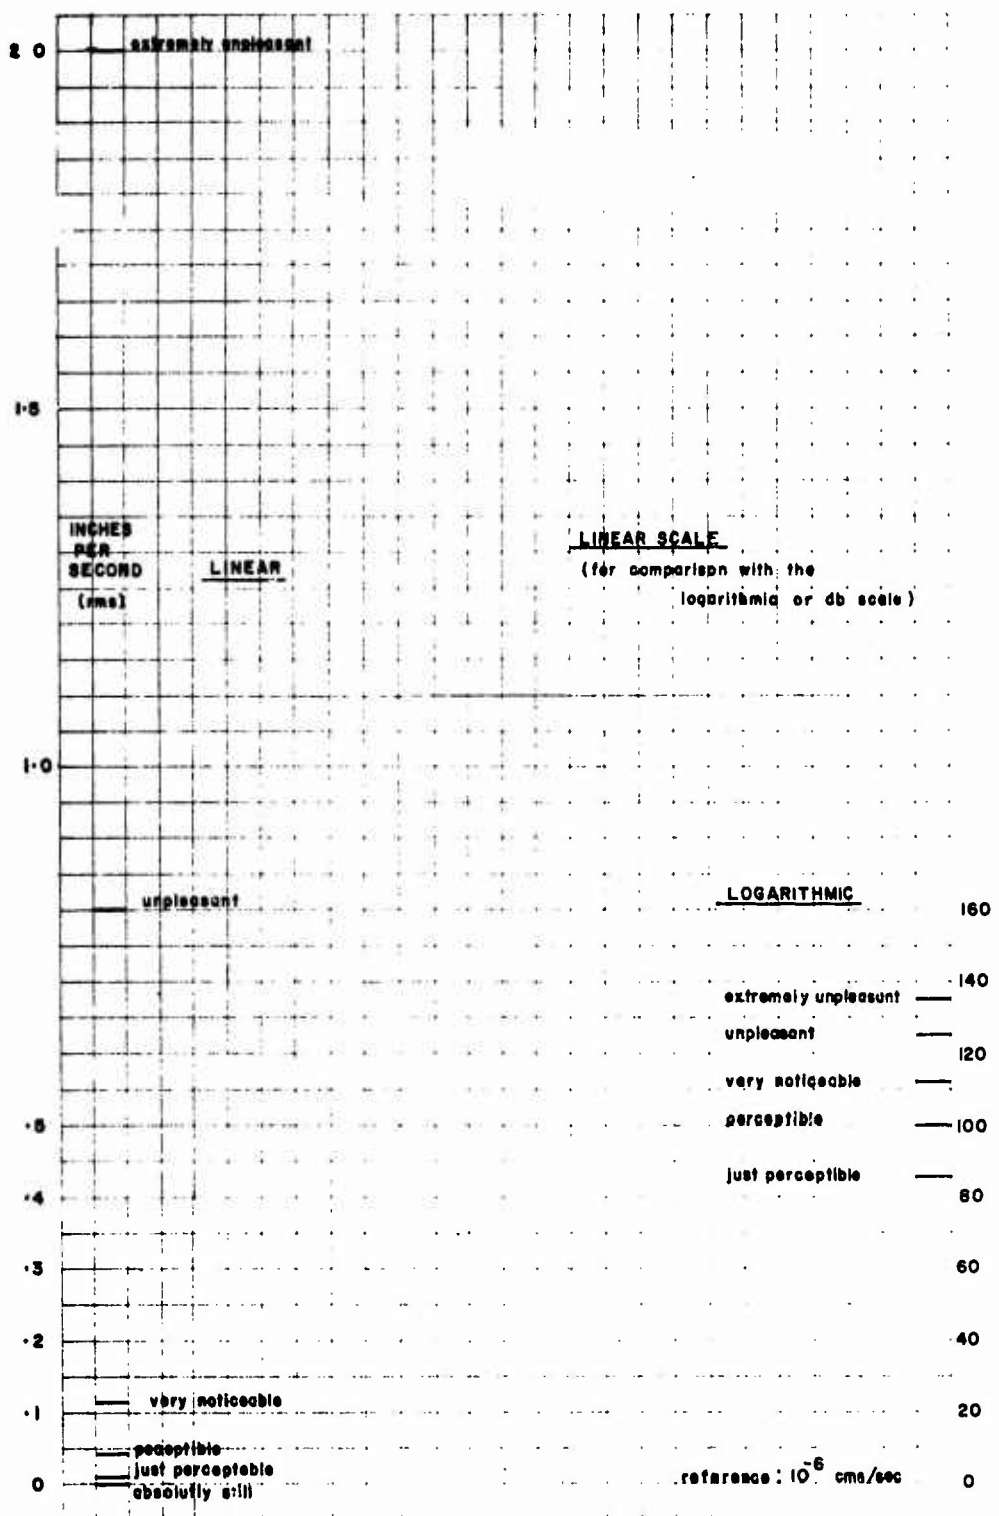 2 0
extremely unpleasant
1·5
INCHES
PER
SECOND
(rms)
LINEAR
LINEAR SCALE
(for comparison with the
logarithmic or db scale)
1·0
unpleasant
LOGARITHMIC
160
140
extremely unpleasant
unpleasant
120
very noticeable
·5
perceptible
100
just perceptible
·4
80
·3
60
·2
40
very noticeable
·1
20
peceptible
just perceptable
0
absolutly still
reference: 10-6 cms/sec
0